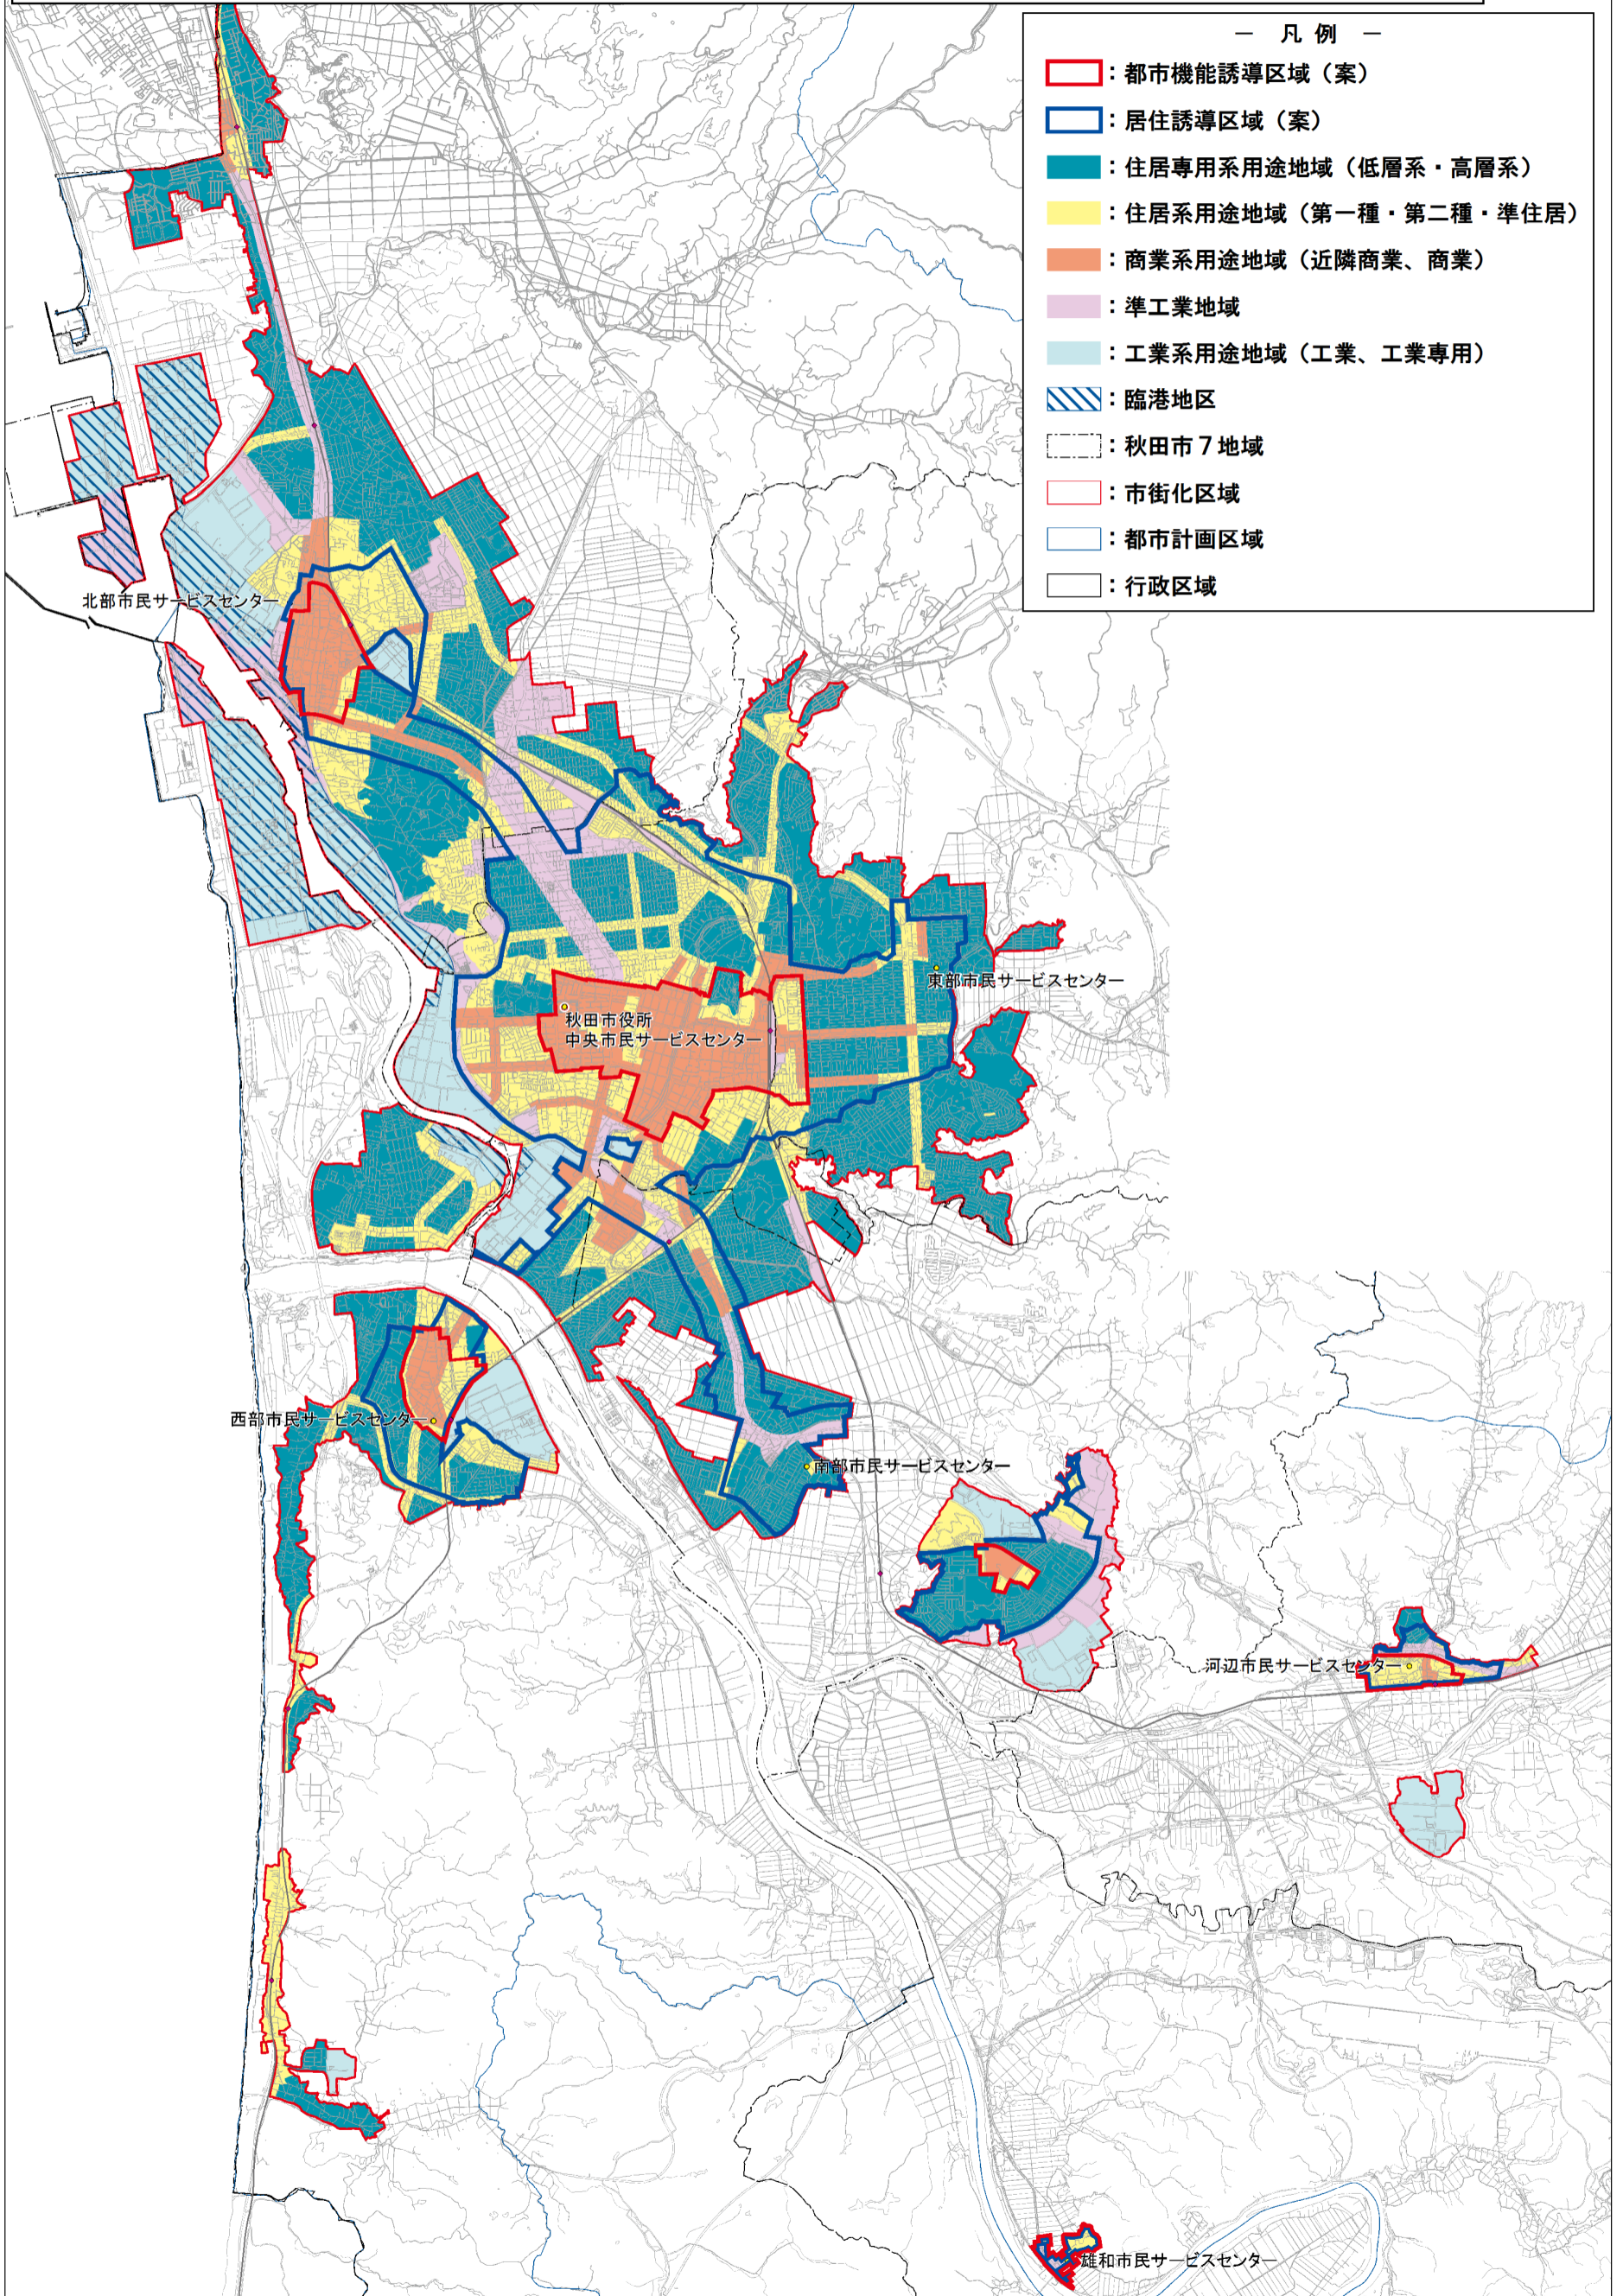 ― 凡 例 ―
：都市機能誘導区域（案）
：居住誘導区域（案）
：住居専用系用途地域（低層系・高層系）
：住居系用途地域（第一種・第二種・準住居）
：商業系用途地域（近隣商業、商業）
：準工業地域
：工業系用途地域（工業、工業専用）
：臨港地区
：秋田市７地域
：市街化区域
：都市計画区域
：行政区域
北部市民サービスセンター
東部市民サービスセンター
秋田市役所
中央市民サービスセンター
西部市民サービスセンター
南部市民サービスセンター
河辺市民サービスセンター
雄和市民サービスセンター